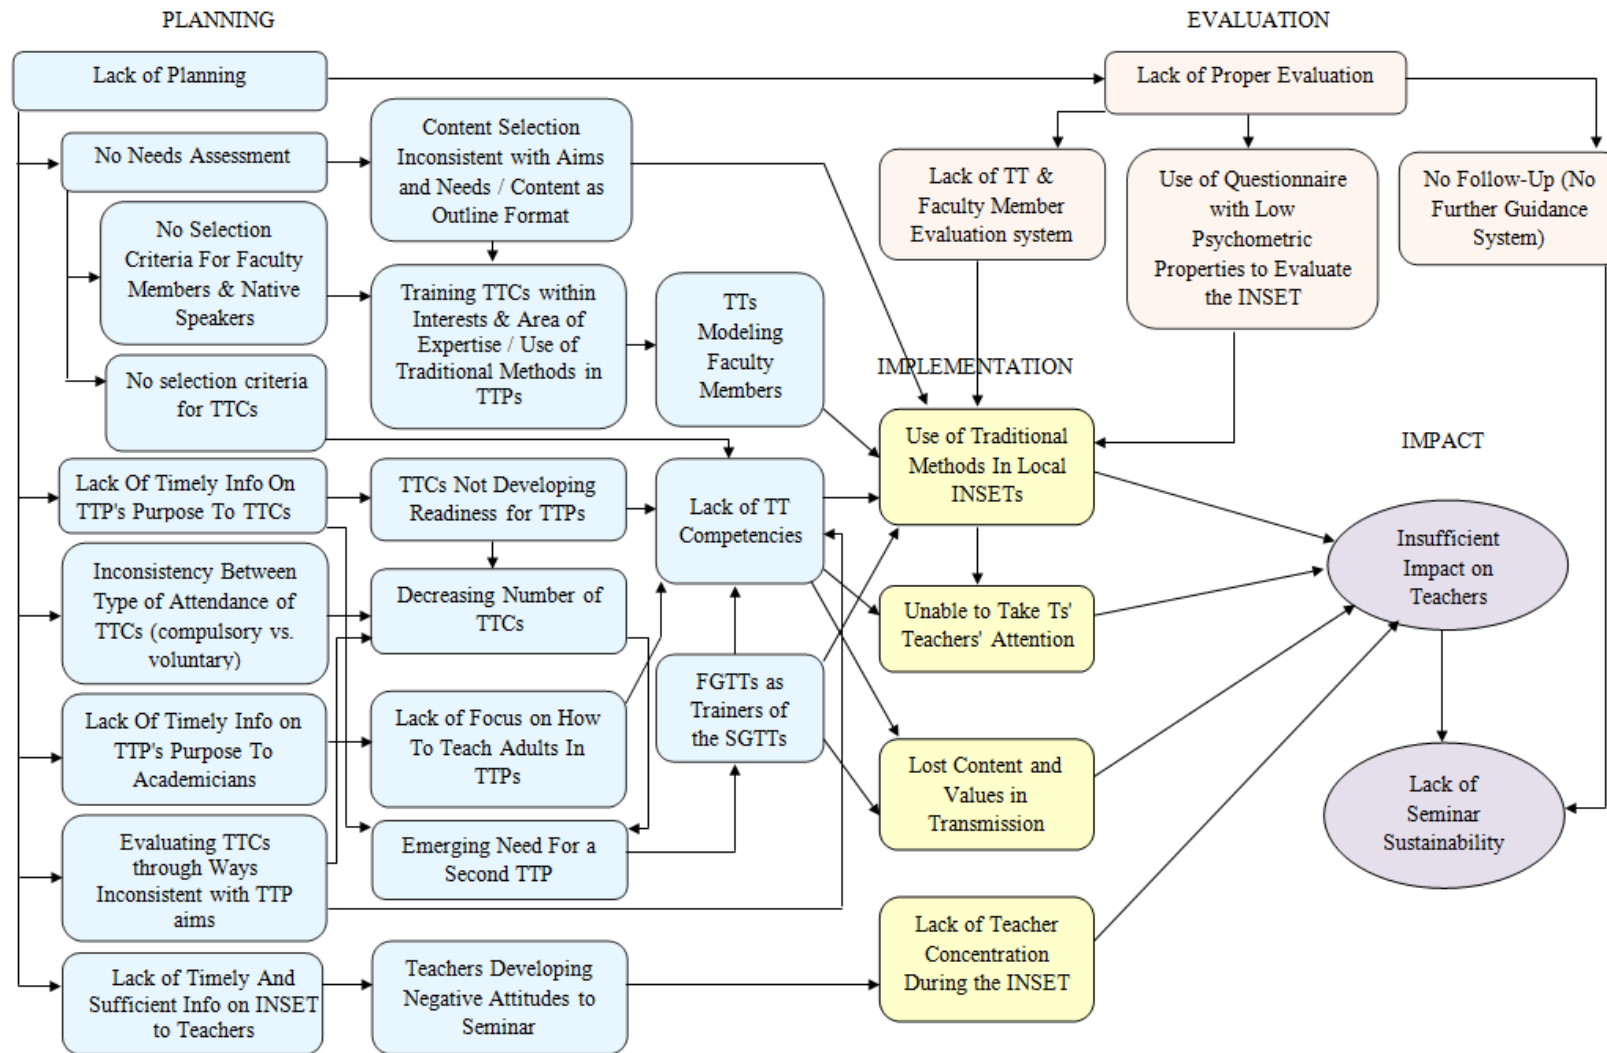 PLANNING
EVALUATION
Lack of Planning
Lack of Proper Evaluation
No Needs Assessment
Content Selection
Inconsistent with Aims
and Needs / Content as
Outline Format
Lack of TT &
Faculty Member
Evaluation system
Use of Questionnaire
with Low
Psychometric
Properties to Evaluate
the INSET
No Follow-Up (No
Further Guidance
System)
No Selection
Criteria For Faculty
Members & Native
Speakers
Training TTCs within
Interests & Area of
Expertise / Use of
Traditional Methods in
TTPs
TTs
Modeling
Faculty
Members
IMPLEMENTATION
No selection criteria
for TTCs
Use of Traditional
Methods In Local
INSETs
IMPACT
Lack Of Timely Info On
TTP's Purpose To TTCs
TTCs Not Developing
Readiness for TTPs
Lack of TT
Competencies
Insufficient
Impact on
Teachers
Inconsistency Between
Type of Attendance of
TTCs (compulsory vs.
voluntary)
Decreasing Number of
TTCs
Unable to Take Ts'
Teachers' Attention
Lack Of Timely Info on
TTP's Purpose To
Academicians
Lack of Focus on How
To Teach Adults In
TTPs
FGTTs as
Trainers of
the SGTTs
Lost Content and
Values in
Transmission
Lack of
Seminar
Sustainability
Evaluating TTCs
through Ways
Inconsistent with TTP
aims
Emerging Need For a
Second TTP
Lack of Timely And
Sufficient Info on INSET
to Teachers
Teachers Developing
Negative Attitudes to
Seminar
Lack of Teacher
Concentration
During the INSET